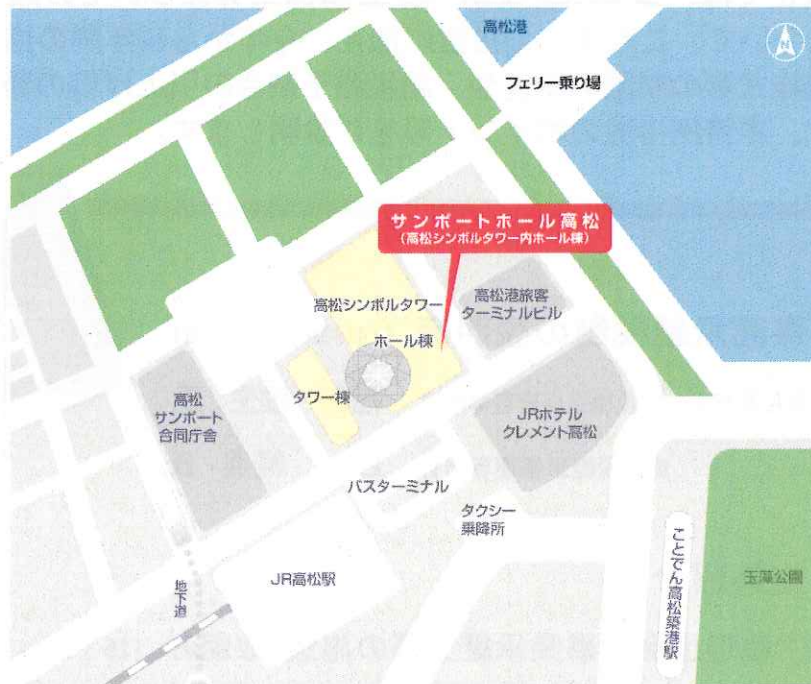 高松港
N
フェリー乗り場
サンポートホール高松
(高松シンボルタワー内ホール棟)
高松シンボルタワー
高松港旅客
ターミナルビル
ホール棟
タワー棟
高松
サンポート
合同庁舎
JRホテル
クレメント高松
バスターミナル
タクシー
乗降所
JR高松駅
地下道
ことでん高松築港駅
玉藻公園